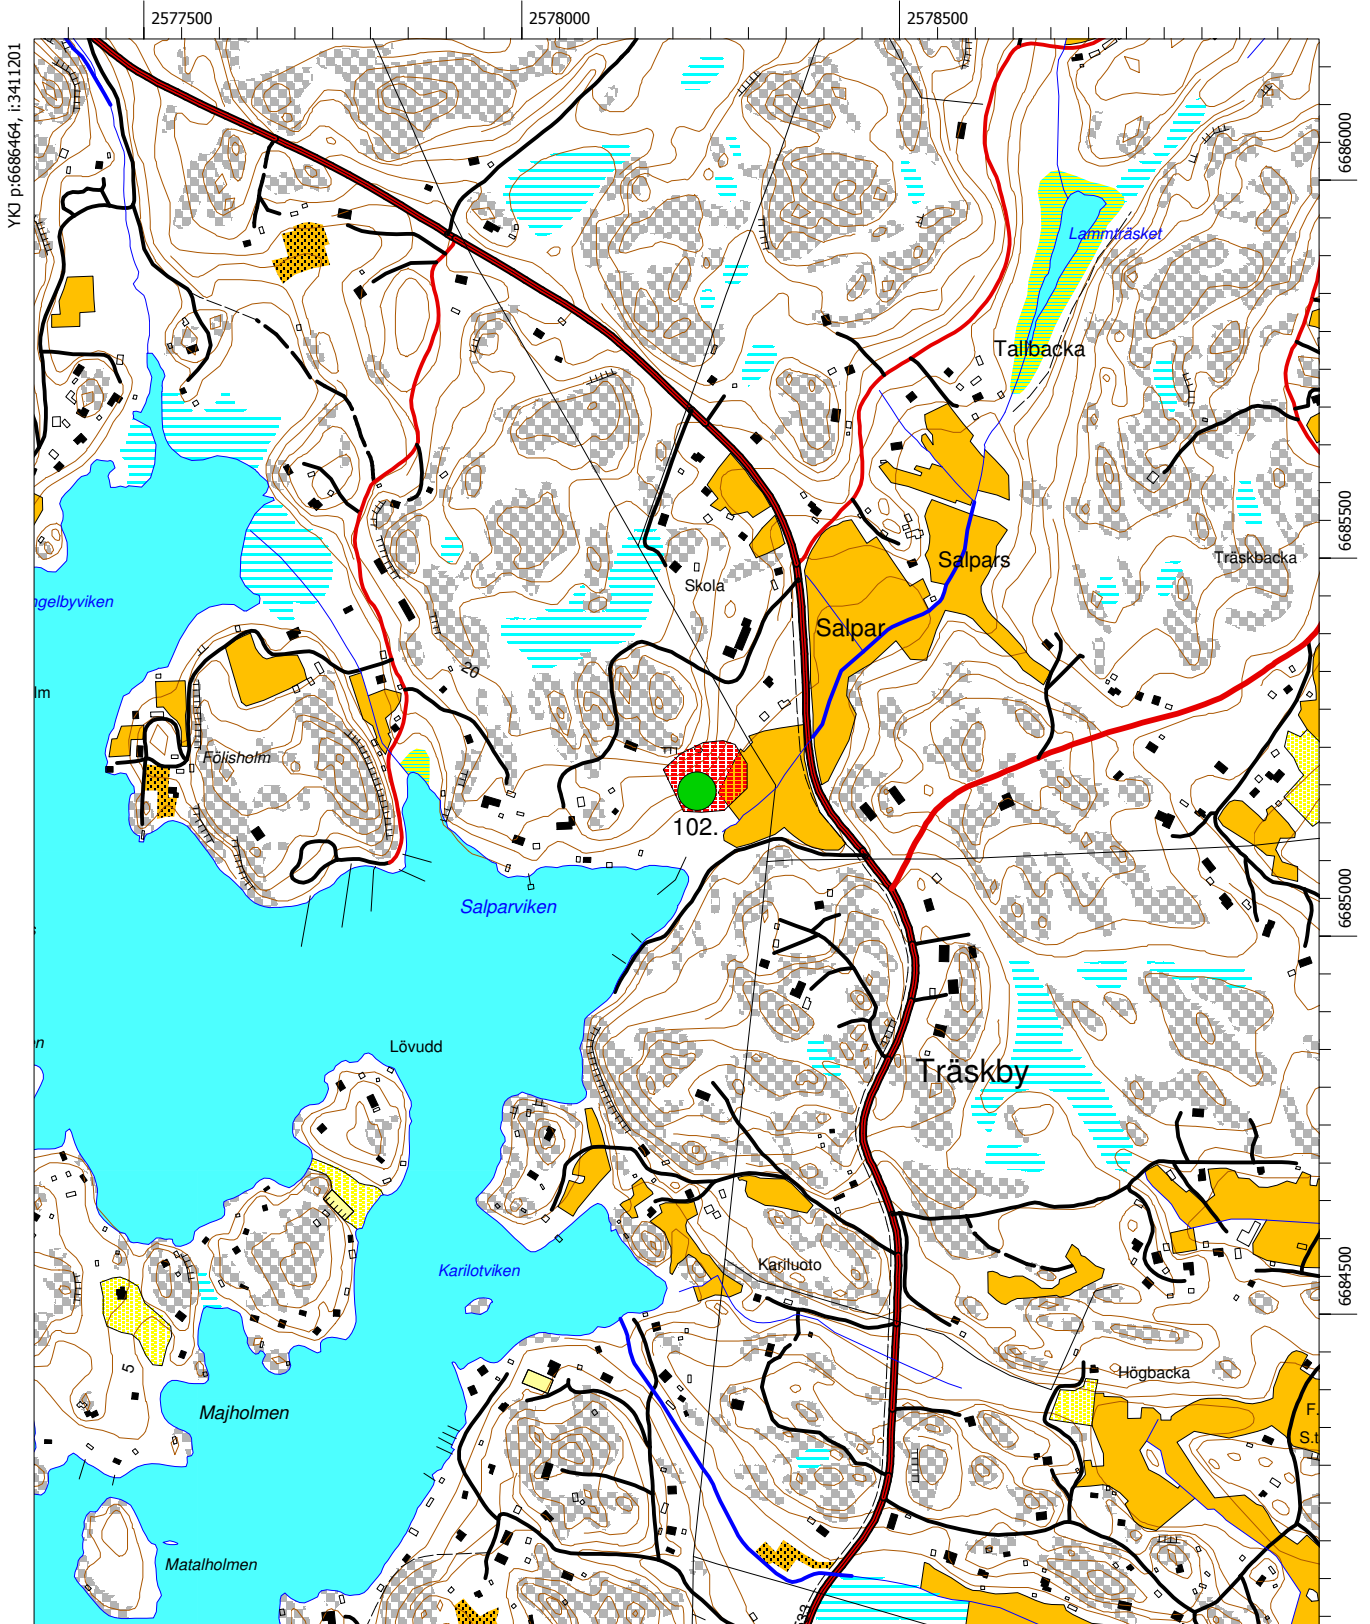 2577500
2578000
2578500
YKJ p:6686464, i:3411201
6686000
Lammträsket
Tallbacka
6685500
Salpars
Träskbacka
Skola
ngelbyviken
Salpar
20
lm
Fölisholm
102.
6685000
Salparviken
n
Lövudd
Träskby
Kariluoto
Karilotviken
6684500
5
Högbacka
Majholmen
F.
S.t
Matalholmen
33